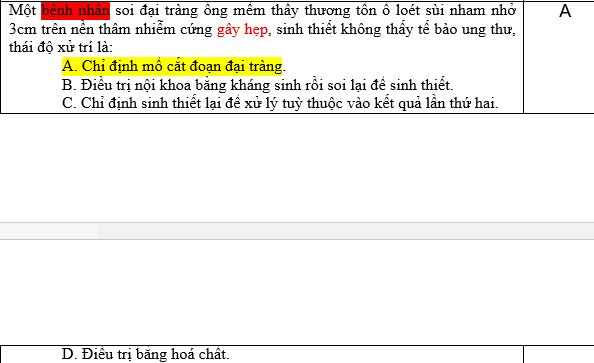 Một bệnh nhân soi đại tràng ống mềm thấy thương tổn ổ loét sùi nham nhở
3cm trên nền thâm nhiễm cứng gây hẹp, sinh thiết không thấy tế bào ung thư,
thái độ xử trí là:
A
A. Chỉ định mổ cắt đoạn đại tràng.
B. Điều trị nội khoa bằng kháng sinh rồi soi lại để sinh thiết.
C. Chỉ định sinh thiết lại để xử lý tuỳ thuộc vào kết quả lần thứ hai.
D. Điều trị bằng hoá chất.